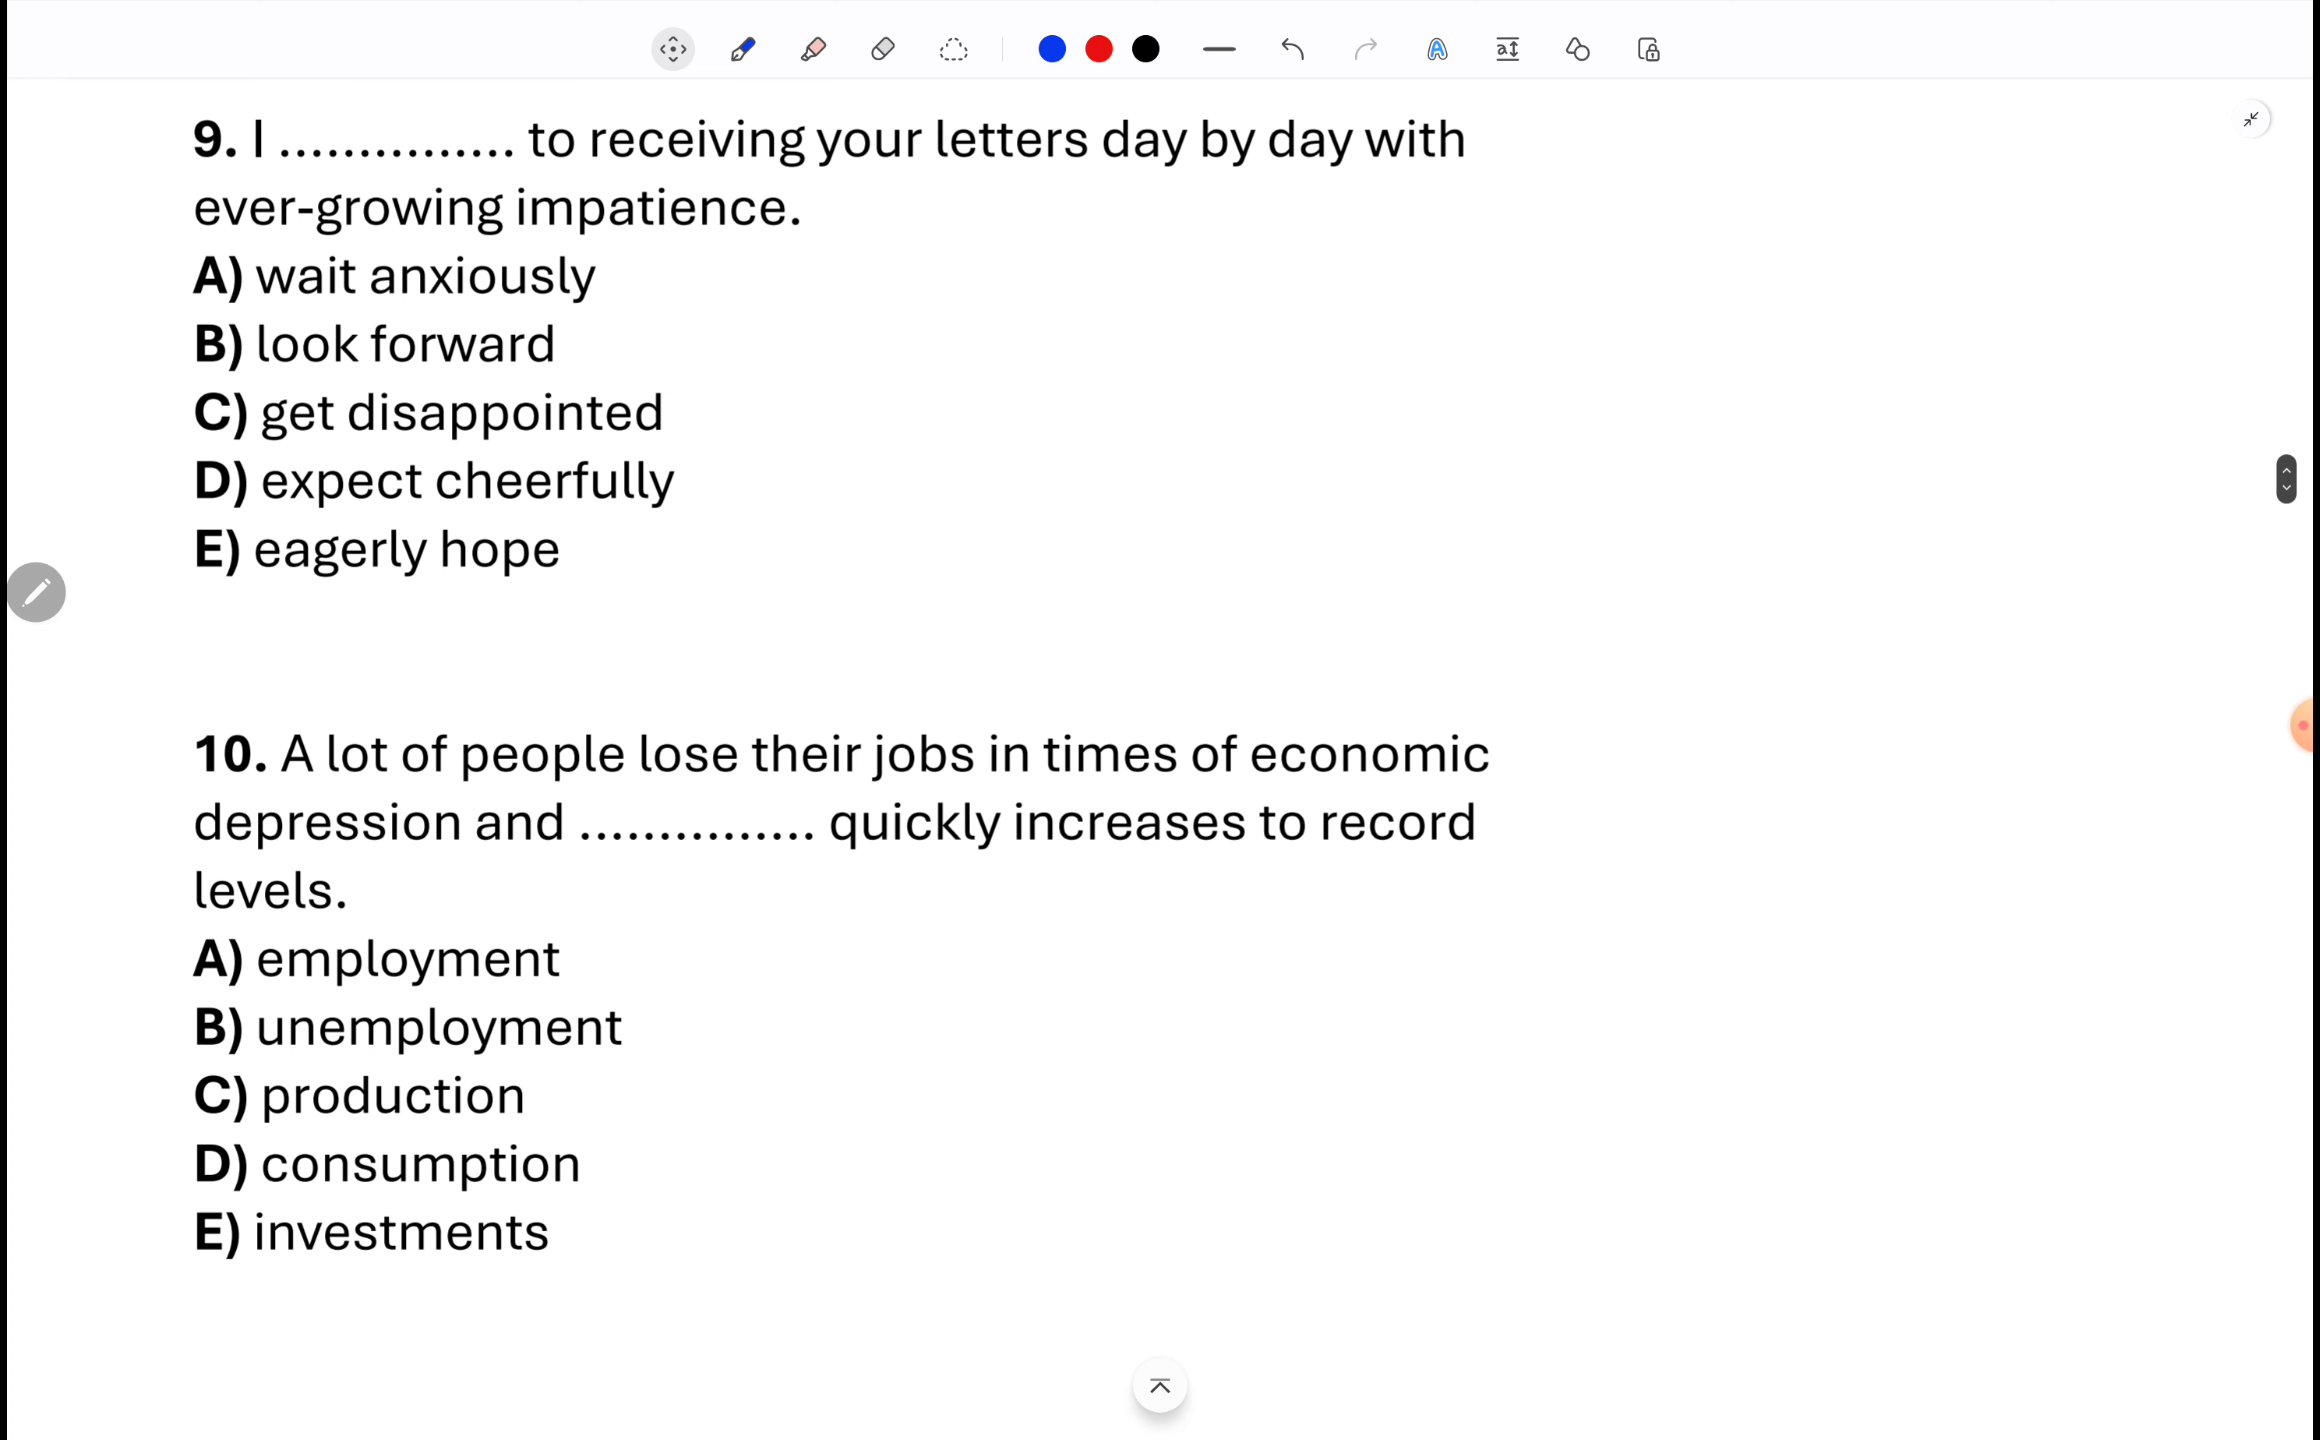 9. I ............... to receiving your letters day by day with
ever-growing impatience.
A) wait anxiously
B) look forward
C) get disappointed
D) expect cheerfully
E) eagerly hope
10. A lot of people lose their jobs in times of economic
depression and ............... quickly increases to record
levels.
A) employment
B) unemployment
C) production
D) consumption
E) investments